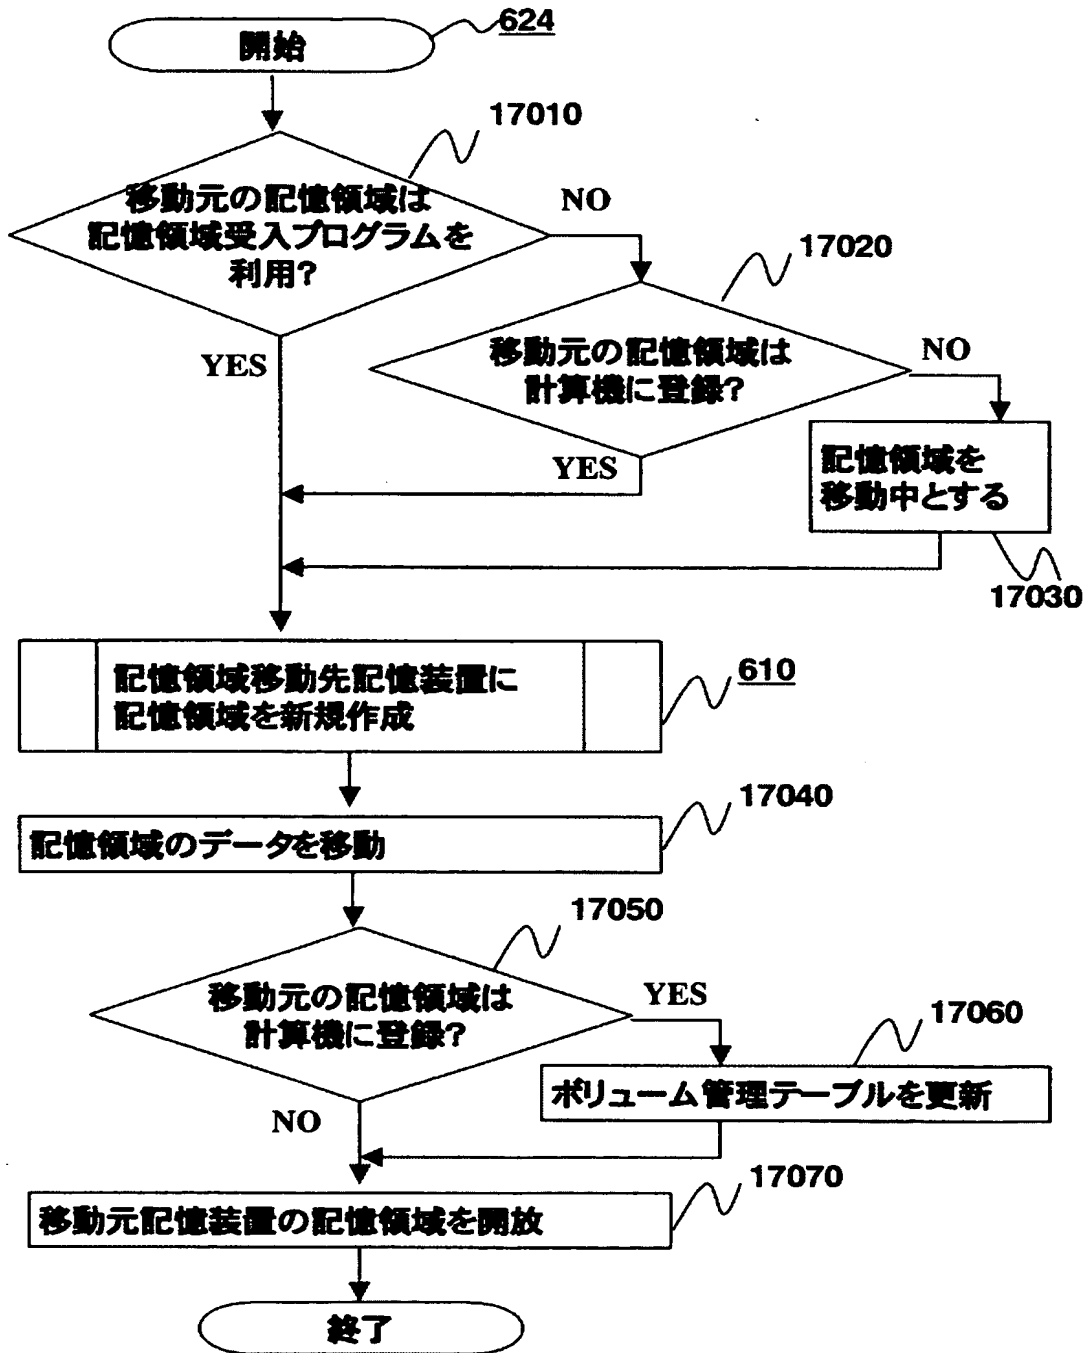 624
開始
17010
移動元の記憶領域は
記憶領域受入プログラムを
利用?
NO
17020
YES
移動元の記憶領域は
計算機に登録?
NO
YES
記憶領域を
移動中とする
17030
記憶領域移動先記憶装置に
記憶領域を新規作成
610
17040
記憶領域のデータを移動
17050
移動元の記憶領域は
計算機に登録?
YES
17060
ボリューム管理テーブルを更新
NO
17070
移動元記憶装置の記憶領域を開放
終了